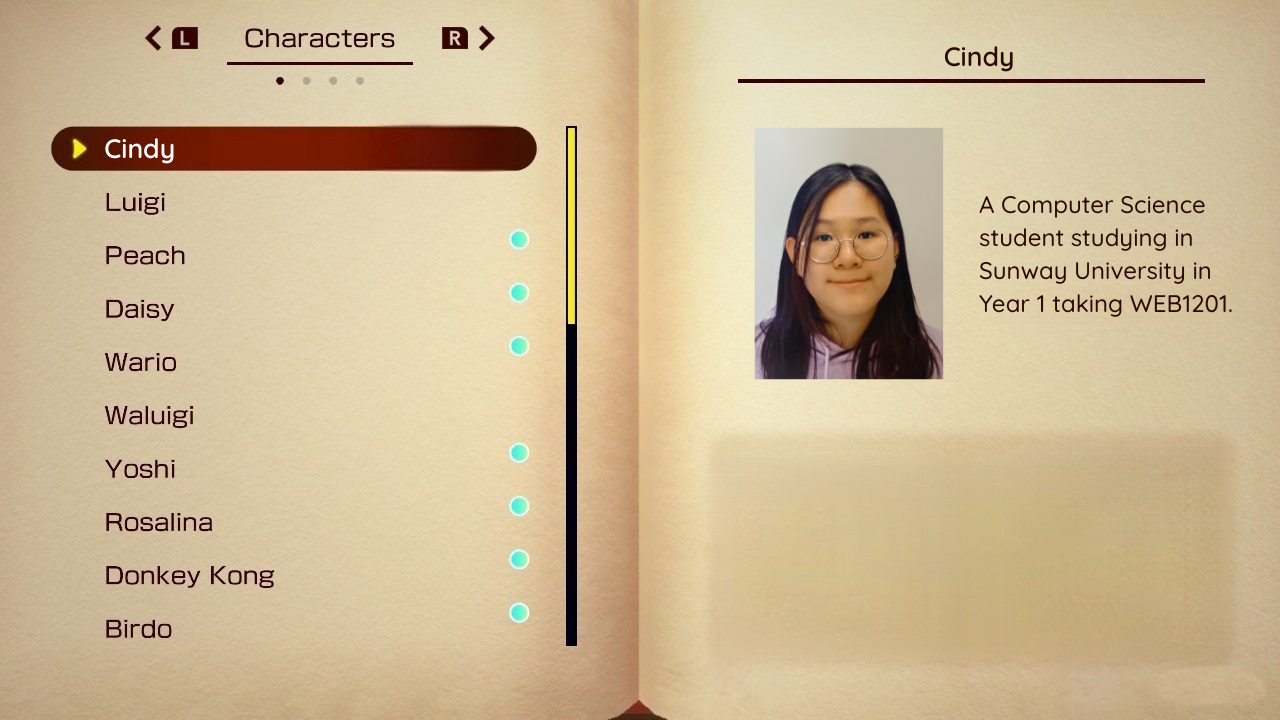 L
Characters
R
Cindy
Luigi
Peach
Daisy
Wario
Waluigi
Yoshi
Rosalina
Donkey Kong
Birdo
Cindy
A Computer Science
student studying in
Sunway University in
Year 1 taking WEB1201.